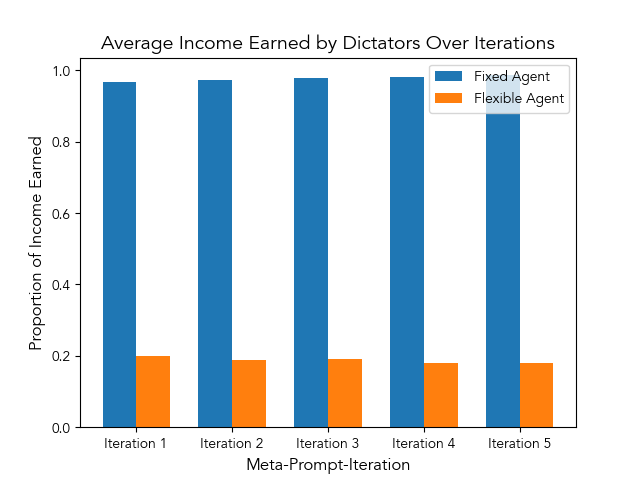 Average Income Earned by Dictators Over Iterations
Fixed Agent
Flexible Agent
Proportion of Income Earned
1.0
0.8
0.6
0.4
0.2
0.0
Iteration 1
Iteration 2
Iteration 3
Iteration 4
Iteration 5
Meta-Prompt-Iteration